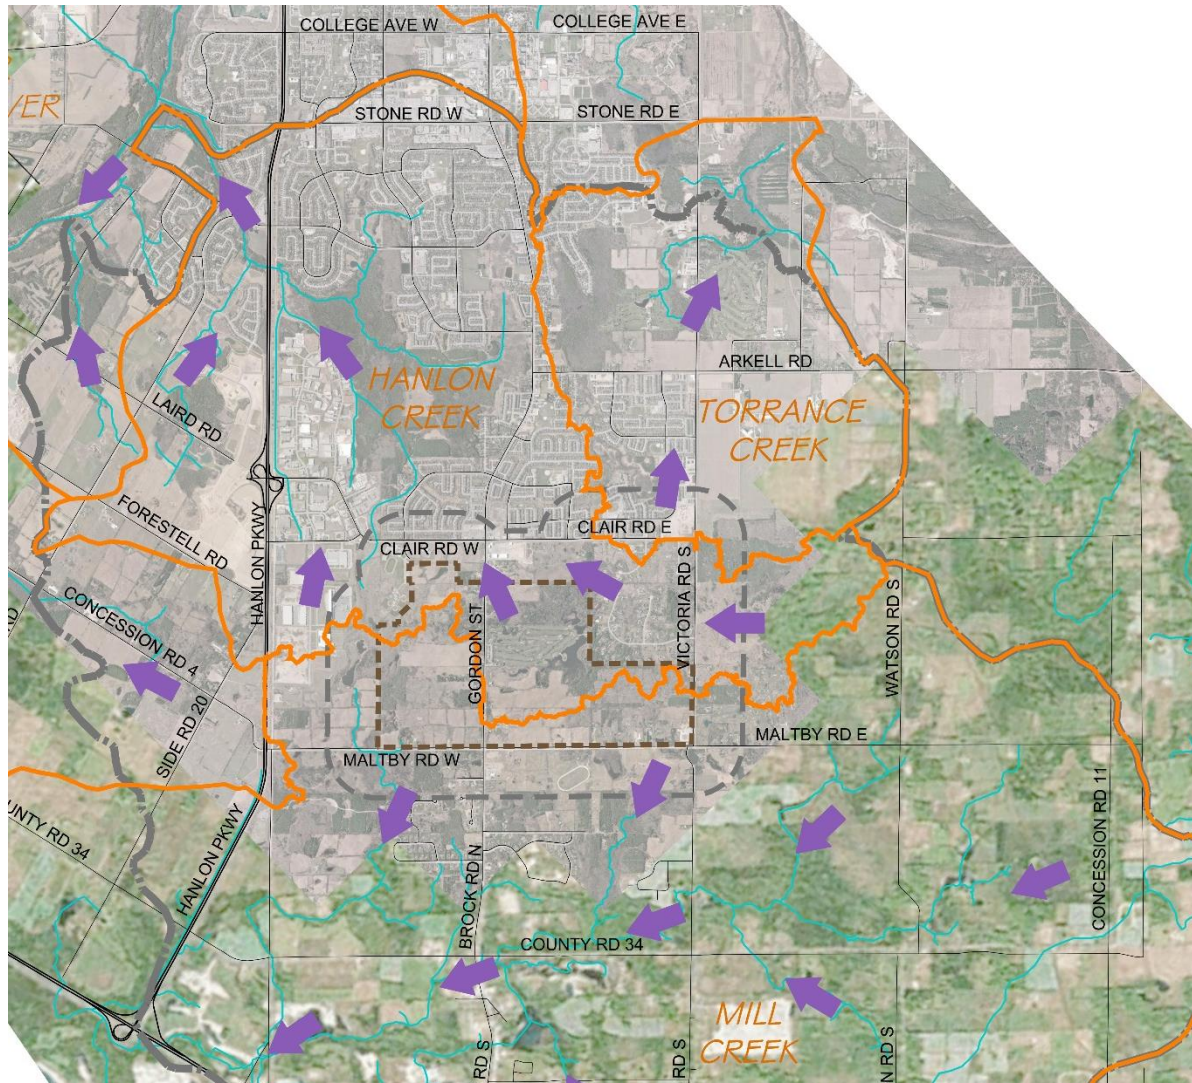 COLLEGE AVE W
COLLEGE AVE E
VER
STONE RD W
STONE RD E
ARKELL RD
HANLON
CREEK
LAIRD RD
TORRANCE
CREEK
FORESTELL RD
HANLON PKWY
CLAIR RD E
CLAIR RD W
CONCESSION RD 4
GORDON ST
VICTORIA RD S
WATSON RD S
SIDE RD 20
MALTBY RD W
MALTBY RD E
UNTY RD 34
HANLON PKWY
BROCK RD N
CONCESSION RD 11
COUNTY RD 34
MILL
CREEK
RD S
RD S
N RD S